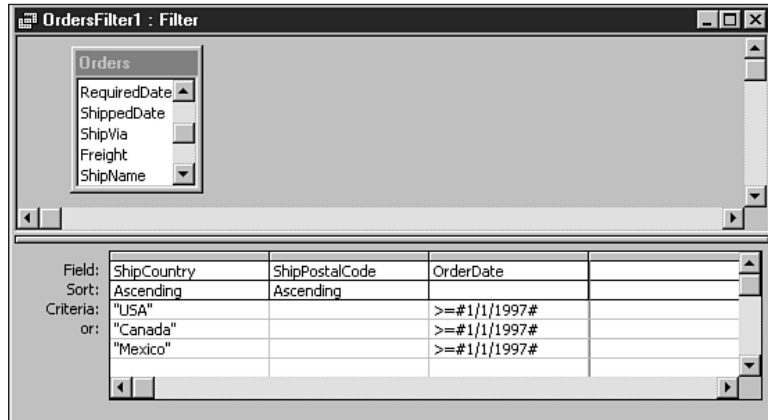 OrdersFilter1 : Filter
Orders
RequiredDate
ShippedDate
ShipVia
Freight
ShipName
Field: ShipCountry ShipPostalCode OrderDate
Sort: Ascending Ascending
Criteria: "USA" >=#1/1/1997#
or: "Canada" >=#1/1/1997#
"Mexico" >=#1/1/1997#